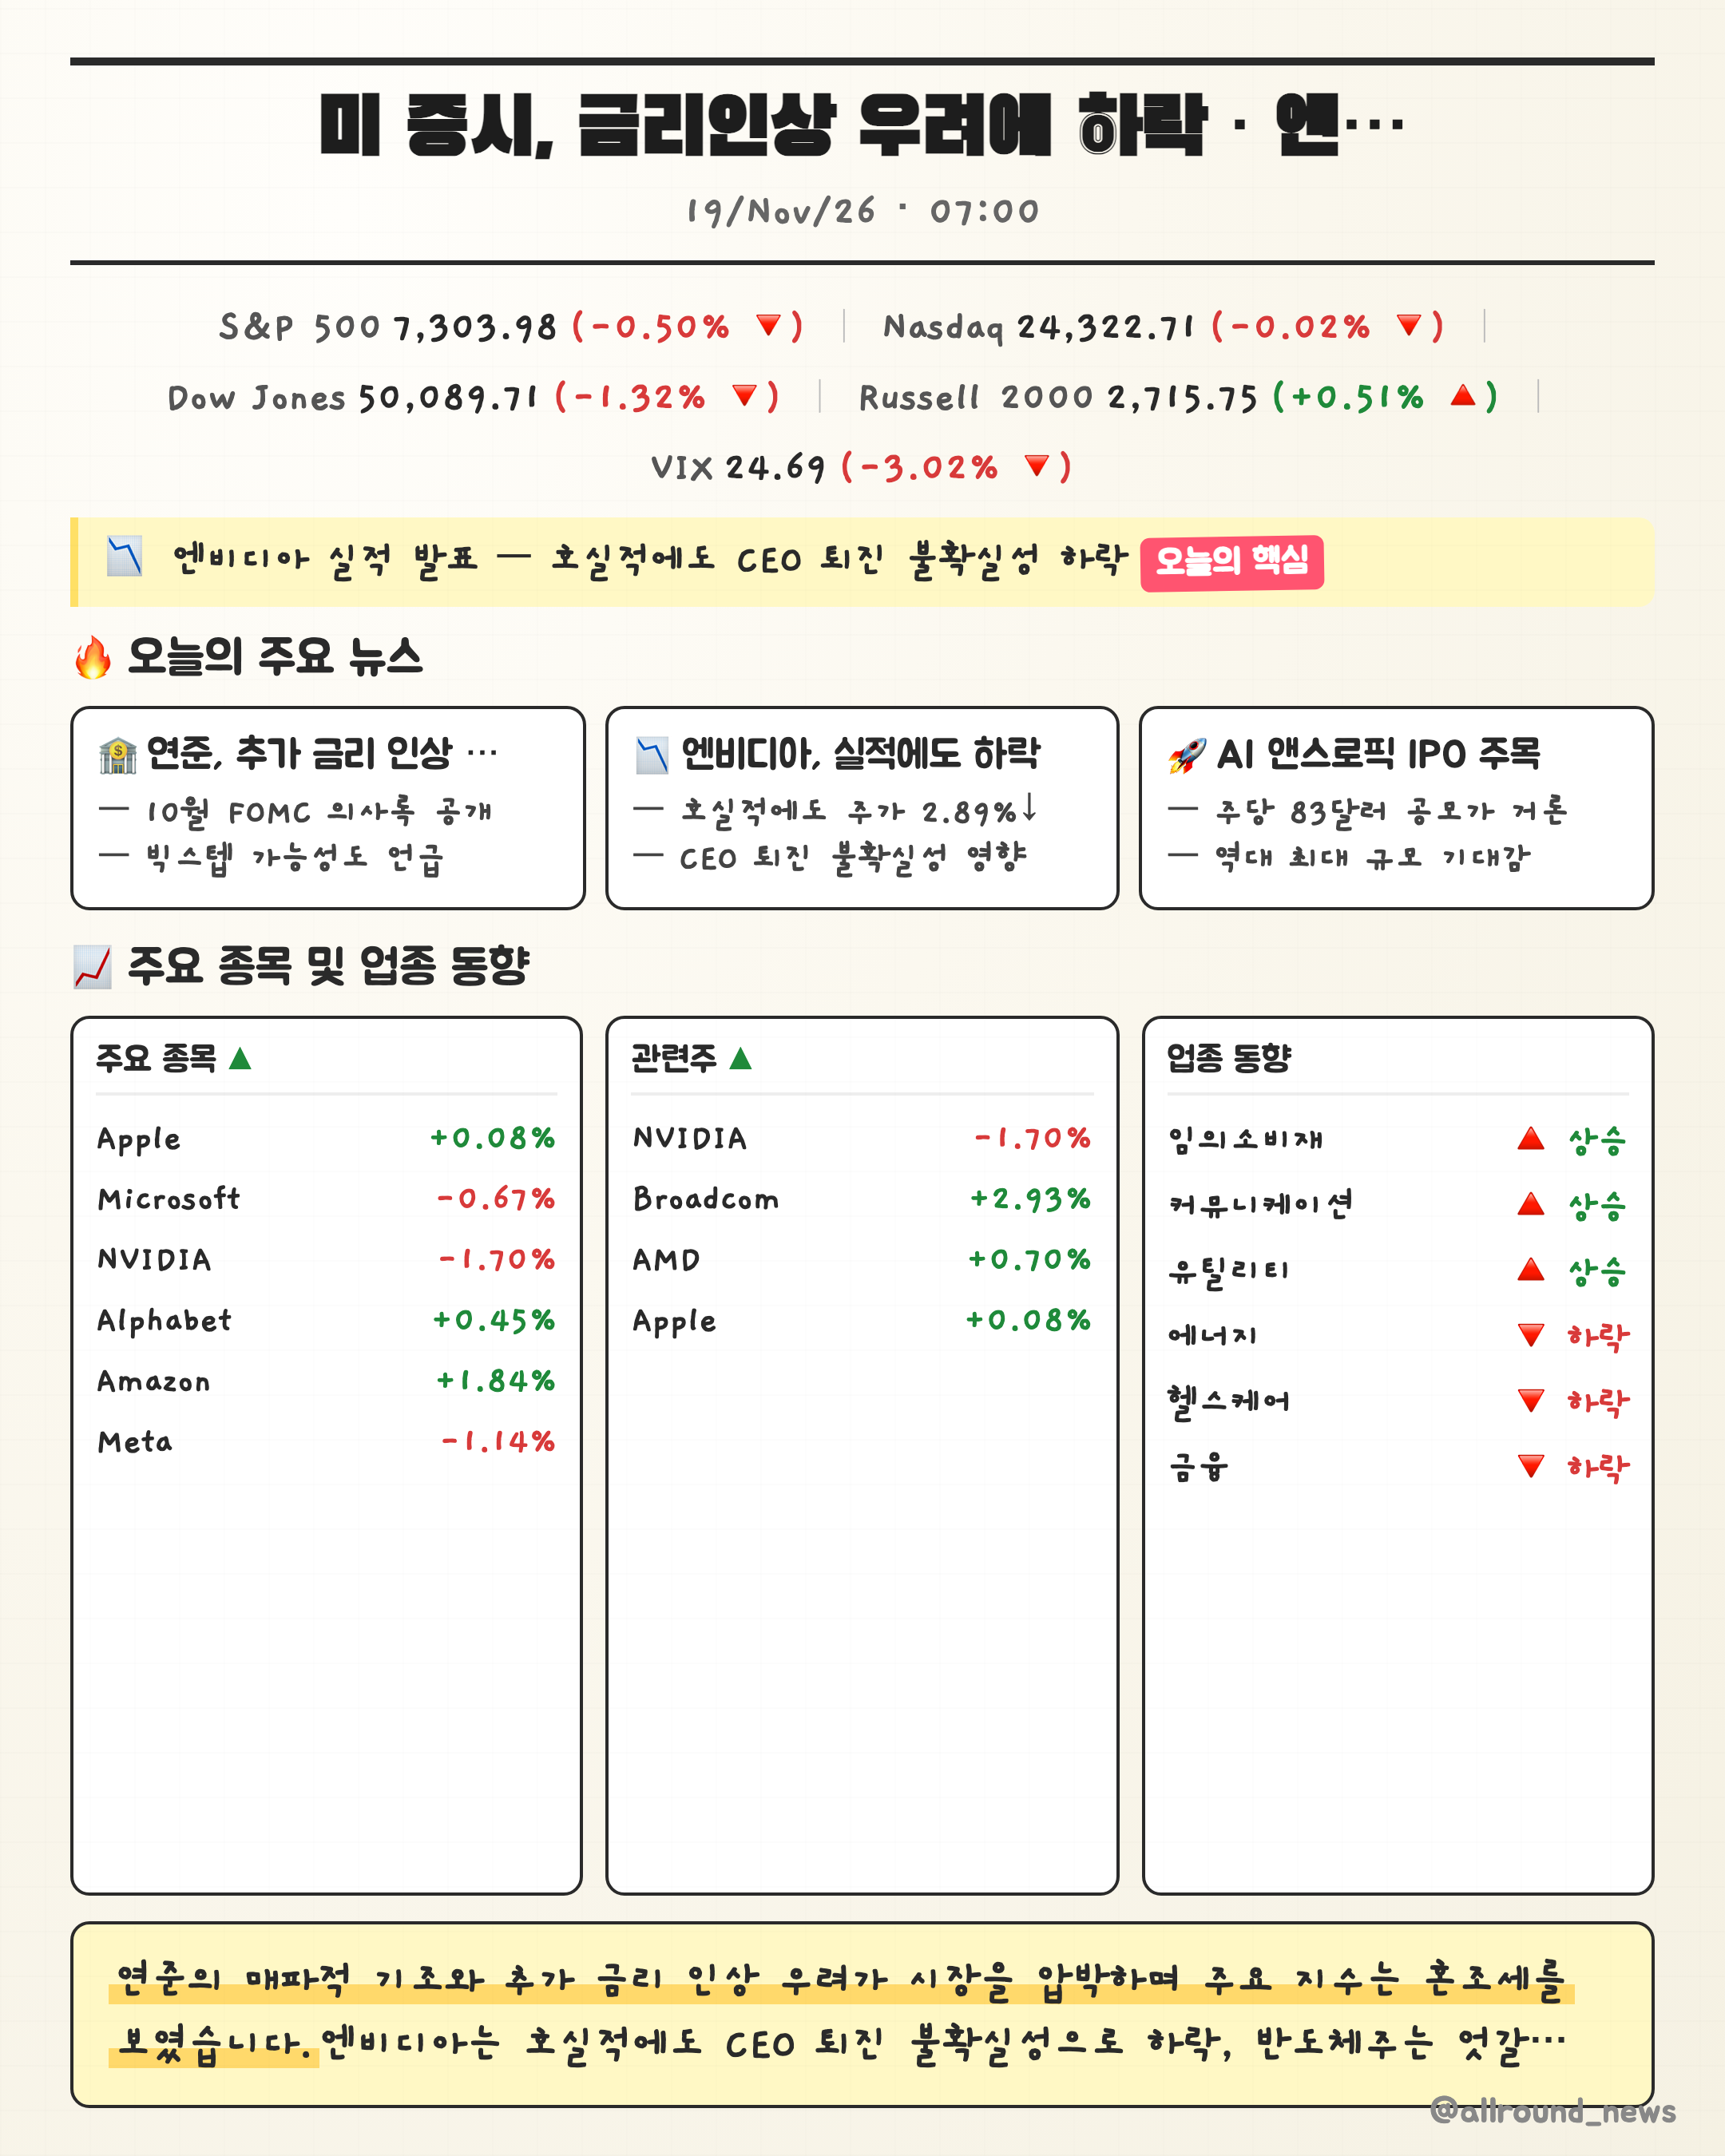 미 증시, 금리인상 우려에 하락 · 엔…
19/Nov/26 · 07:00
S&P 500 7,303.98 (-0.50% 🔻) | Nasdaq 24,322.71 (-0.02% 🔻) |
Dow Jones 50,089.71 (-1.32% 🔻) | Russell 2000 2,715.75 (+0.51% 🔺) |
VIX 24.69 (-3.02% 🔻)
📉 엔비디아 실적 발표 — 호실적에도 CEO 퇴진 불확실성 하락 오늘의 핵심
🔥 오늘의 주요 뉴스
🏦 연준, 추가 금리 인상 …
— 10월 FOMC 의사록 공개
— 빅스텝 가능성도 언급
📉 엔비디아, 실적에도 하락
— 호실적에도 주가 2.89%↓
— CEO 퇴진 불확실성 영향
🚀 AI 앤스로픽 IPO 주목
— 주당 83달러 공모가 거론
— 역대 최대 규모 기대감
📈 주요 종목 및 업종 동향
주요 종목 ▲
Apple +0.08%
Microsoft -0.67%
NVIDIA -1.70%
Alphabet +0.45%
Amazon +1.84%
Meta -1.14%
관련주 ▲
NVIDIA -1.70%
Broadcom +2.93%
AMD +0.70%
Apple +0.08%
업종 동향
임의소비재 🔺 상승
커뮤니케이션 🔺 상승
유틸리티 🔺 상승
에너지 🔻 하락
헬스케어 🔻 하락
금융 🔻 하락
연준의 매파적 기조와 추가 금리 인상 우려가 시장을 압박하며 주요 지수는 혼조세를
보였습니다. 엔비디아는 호실적에도 CEO 퇴진 불확실성으로 하락, 반도체주는 엇갈…
@allround_news